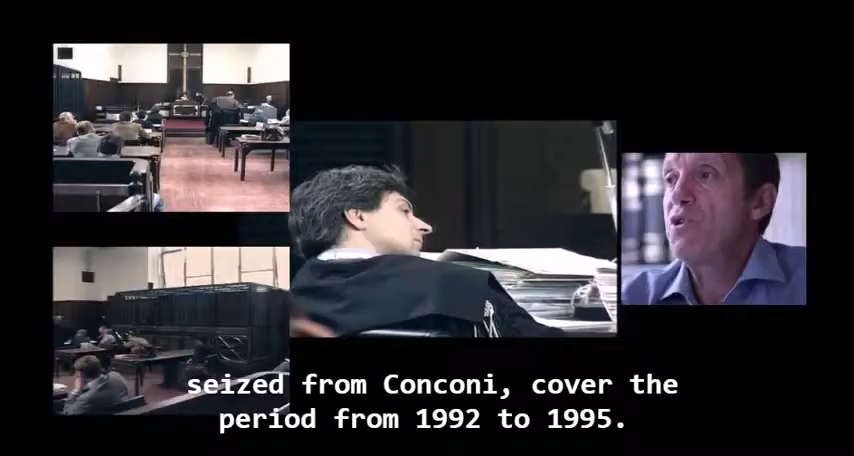 seized from Conconi, cover the
period from 1992 to 1995.